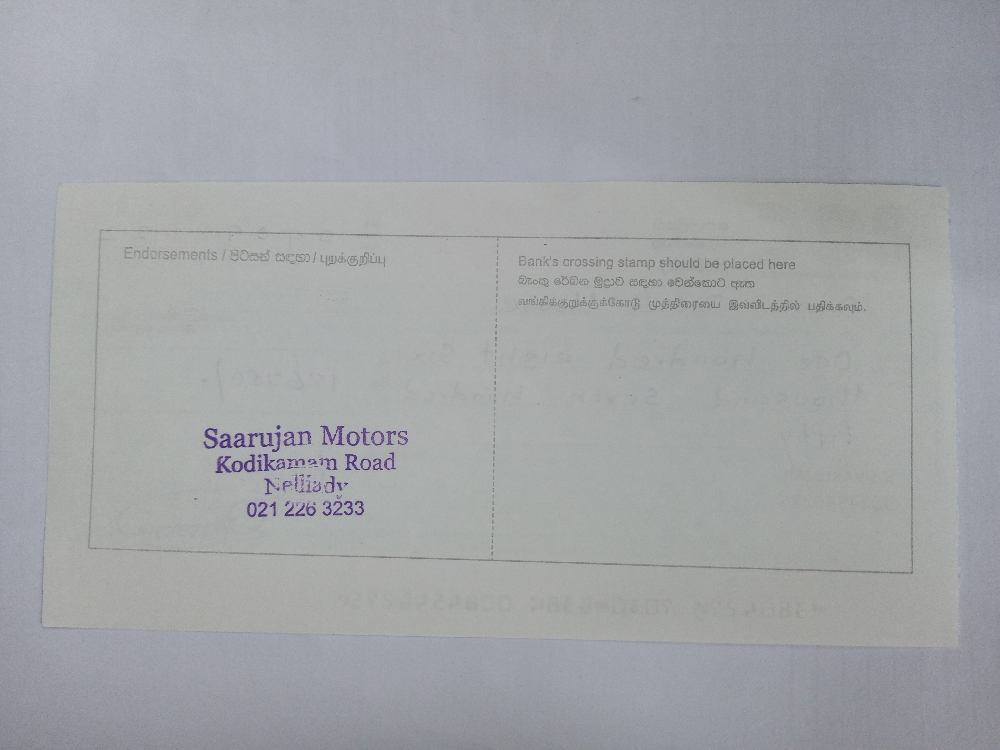 Endorsements / පිටසන් සඳහා / புறக்குறிப்பு
Bank's crossing stamp should be placed here
බැංකු රේඛන මුද්‍රාව සඳහා වෙන්කොට ඇත
வங்கிக்குறுக்குக்கோடு முத்திரையை இவ்விடத்தில் பதிக்கவும்.
Saarujan Motors
Kodikamam Road
Nelliady
021 226 3233